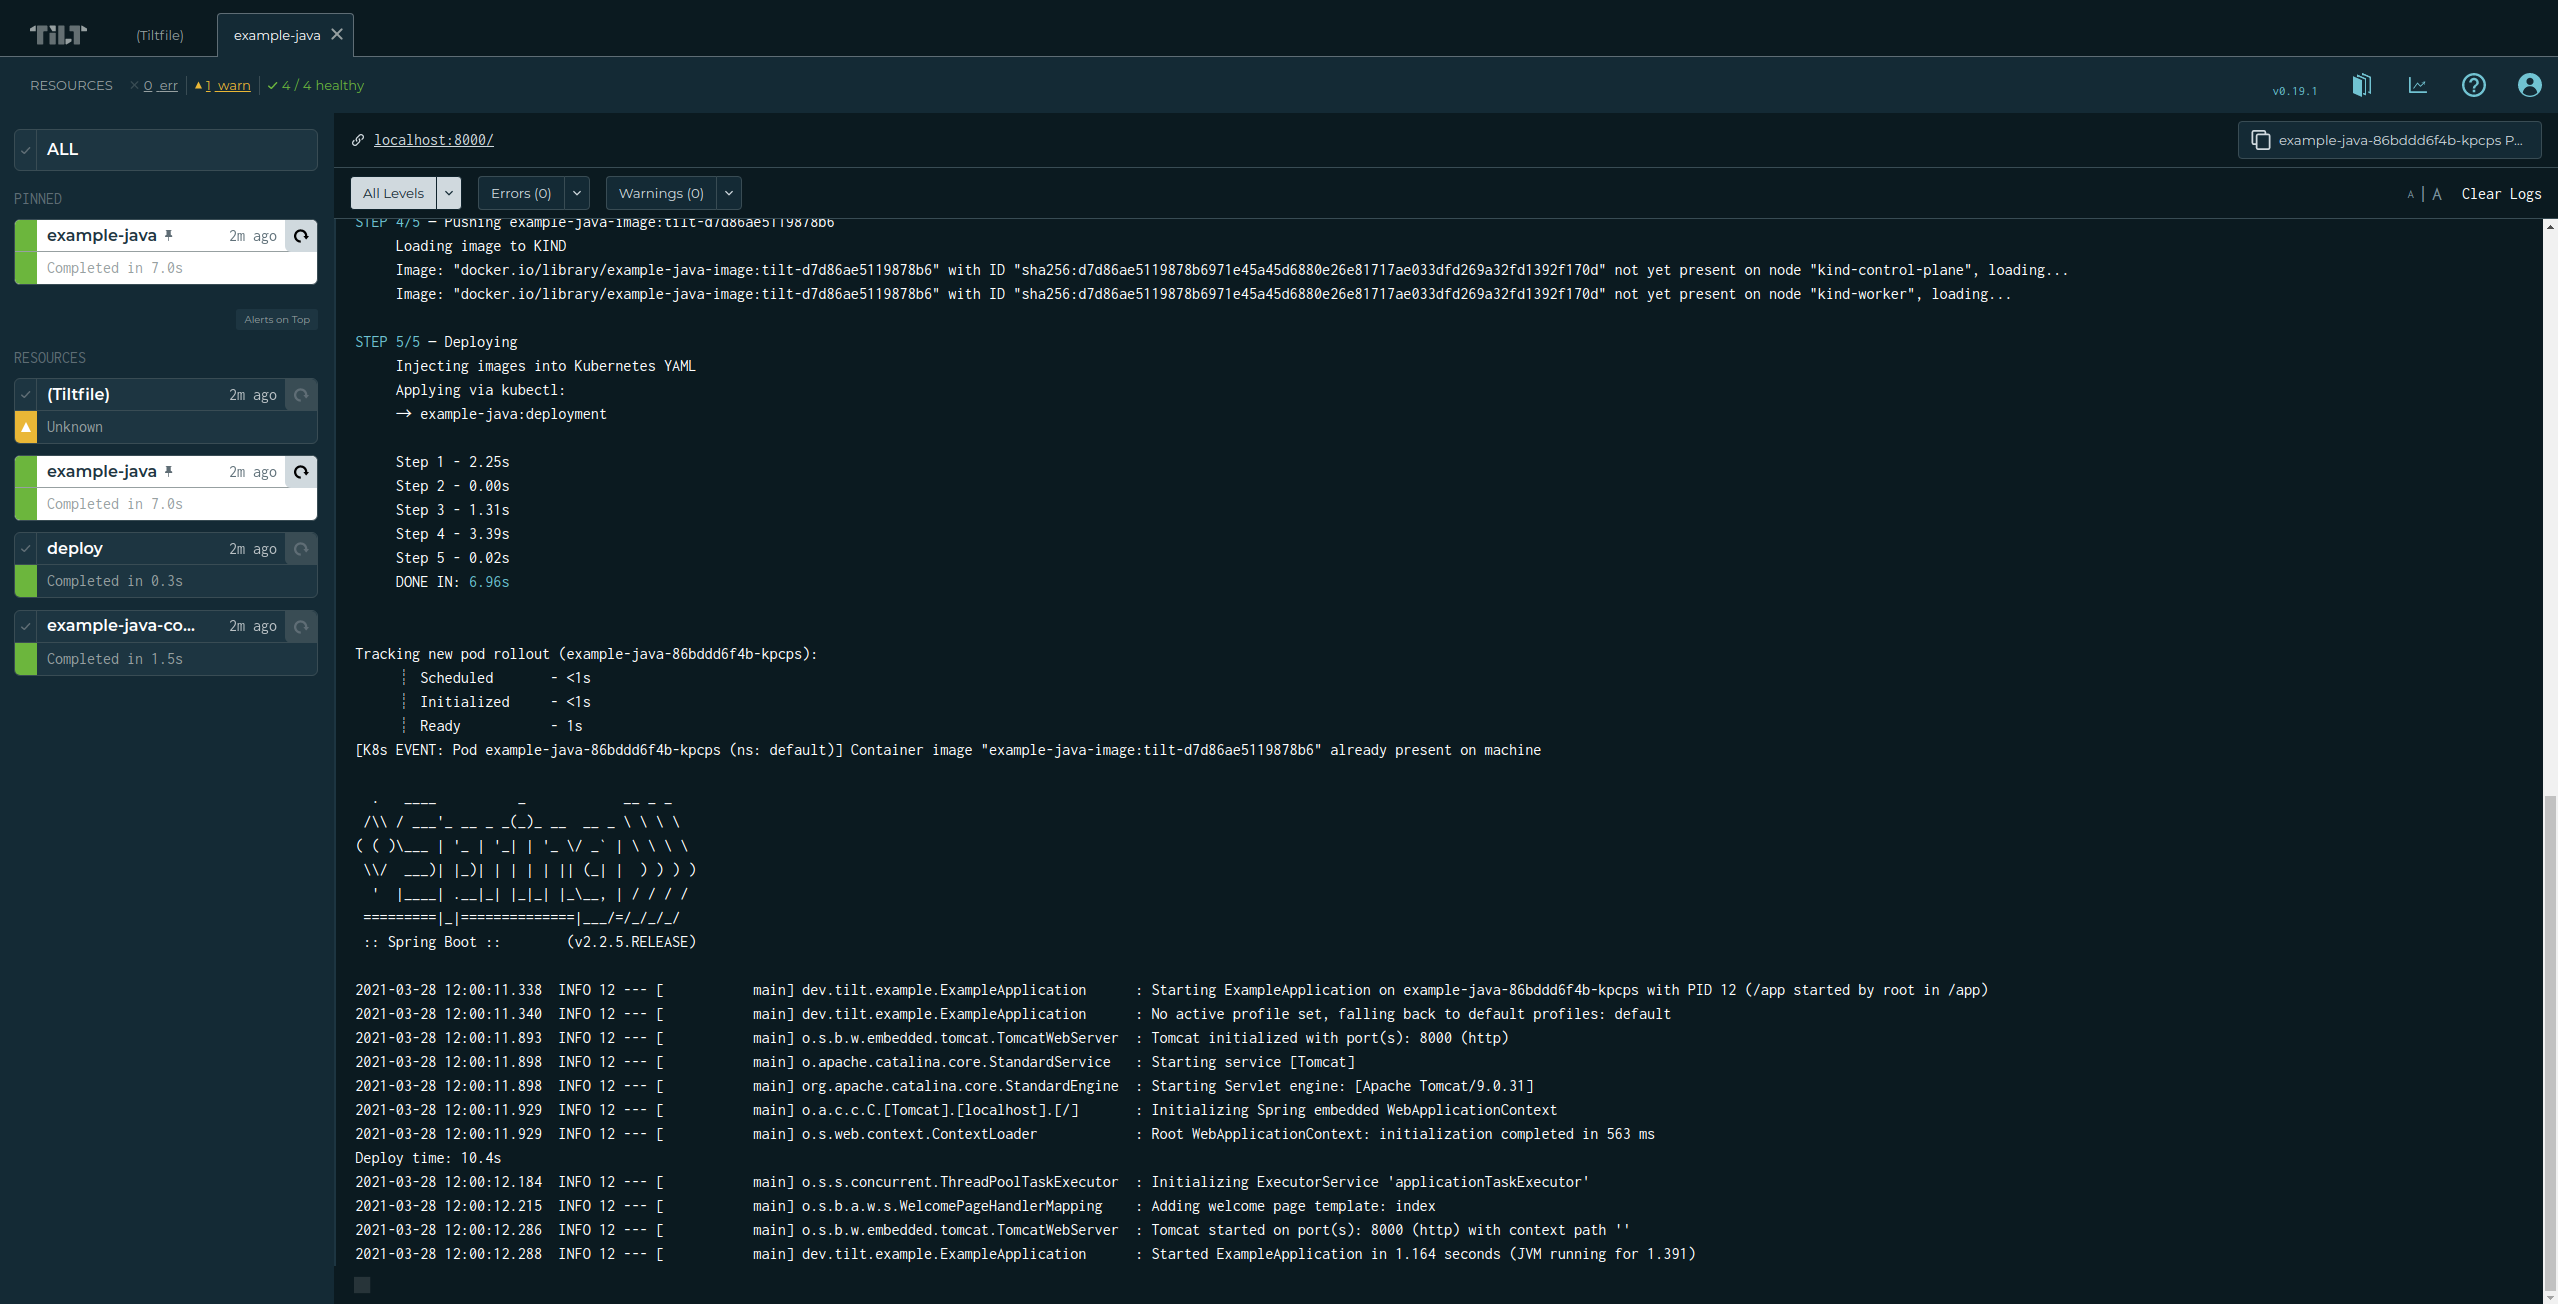 TILT (Tiltfile) example-java
RESOURCES 0 err 1 warn 4 / 4 healthy v0.19.1
ALL
PINNED
example-java 2m ago
Completed in 7.0s
Alerts on Top
RESOURCES
(Tiltfile) 2m ago
Unknown
example-java 2m ago
Completed in 7.0s
deploy 2m ago
Completed in 0.3s
example-java-co... 2m ago
Completed in 1.5s
localhost:8000/ example-java-86bddd6f4b-kpcps P...
All Levels Errors (0) Warnings (0) A | A Clear Logs
STEP 4/5 — Pushing example-java-image:tilt-d7d86ae5119878b6
Loading image to KIND
Image: "docker.io/library/example-java-image:tilt-d7d86ae5119878b6" with ID "sha256:d7d86ae5119878b6971e45a45d6880e26e81717ae033dfd269a32fd1392f170d" not yet present on node "kind-control-plane", loading...
Image: "docker.io/library/example-java-image:tilt-d7d86ae5119878b6" with ID "sha256:d7d86ae5119878b6971e45a45d6880e26e81717ae033dfd269a32fd1392f170d" not yet present on node "kind-worker", loading...
STEP 5/5 — Deploying
Injecting images into Kubernetes YAML
Applying via kubectl:
→ example-java:deployment
Step 1 - 2.25s
Step 2 - 0.00s
Step 3 - 1.31s
Step 4 - 3.39s
Step 5 - 0.02s
DONE IN: 6.96s
Tracking new pod rollout (example-java-86bddd6f4b-kpcps):
┊ Scheduled       - <1s
┊ Initialized     - <1s
┊ Ready           - 1s
[K8s EVENT: Pod example-java-86bddd6f4b-kpcps (ns: default)] Container image "example-java-image:tilt-d7d86ae5119878b6" already present on machine
  .   ____          _            __ _ _
 /\\ / ___'_ __ _ _(_)_ __  __ _ \ \ \ \
( ( )\___ | '_ | '_| | '_ \/ _` | \ \ \ \
 \\/  ___)| |_)| | | | | || (_| |  ) ) ) )
  '  |____| .__|_| |_|_| |_\__, | / / / /
 =========|_|==============|___/=/_/_/_/
 :: Spring Boot ::        (v2.2.5.RELEASE)
2021-03-28 12:00:11.338  INFO 12 --- [           main] dev.tilt.example.ExampleApplication      : Starting ExampleApplication on example-java-86bddd6f4b-kpcps with PID 12 (/app started by root in /app)
2021-03-28 12:00:11.340  INFO 12 --- [           main] dev.tilt.example.ExampleApplication      : No active profile set, falling back to default profiles: default
2021-03-28 12:00:11.893  INFO 12 --- [           main] o.s.b.w.embedded.tomcat.TomcatWebServer  : Tomcat initialized with port(s): 8000 (http)
2021-03-28 12:00:11.898  INFO 12 --- [           main] o.apache.catalina.core.StandardService   : Starting service [Tomcat]
2021-03-28 12:00:11.898  INFO 12 --- [           main] org.apache.catalina.core.StandardEngine  : Starting Servlet engine: [Apache Tomcat/9.0.31]
2021-03-28 12:00:11.929  INFO 12 --- [           main] o.a.c.c.C.[Tomcat].[localhost].[/]       : Initializing Spring embedded WebApplicationContext
2021-03-28 12:00:11.929  INFO 12 --- [           main] o.s.web.context.ContextLoader            : Root WebApplicationContext: initialization completed in 563 ms
Deploy time: 10.4s
2021-03-28 12:00:12.184  INFO 12 --- [           main] o.s.s.concurrent.ThreadPoolTaskExecutor  : Initializing ExecutorService 'applicationTaskExecutor'
2021-03-28 12:00:12.215  INFO 12 --- [           main] o.s.b.a.w.s.WelcomePageHandlerMapping    : Adding welcome page template: index
2021-03-28 12:00:12.286  INFO 12 --- [           main] o.s.b.w.embedded.tomcat.TomcatWebServer  : Tomcat started on port(s): 8000 (http) with context path ''
2021-03-28 12:00:12.288  INFO 12 --- [           main] dev.tilt.example.ExampleApplication      : Started ExampleApplication in 1.164 seconds (JVM running for 1.391)